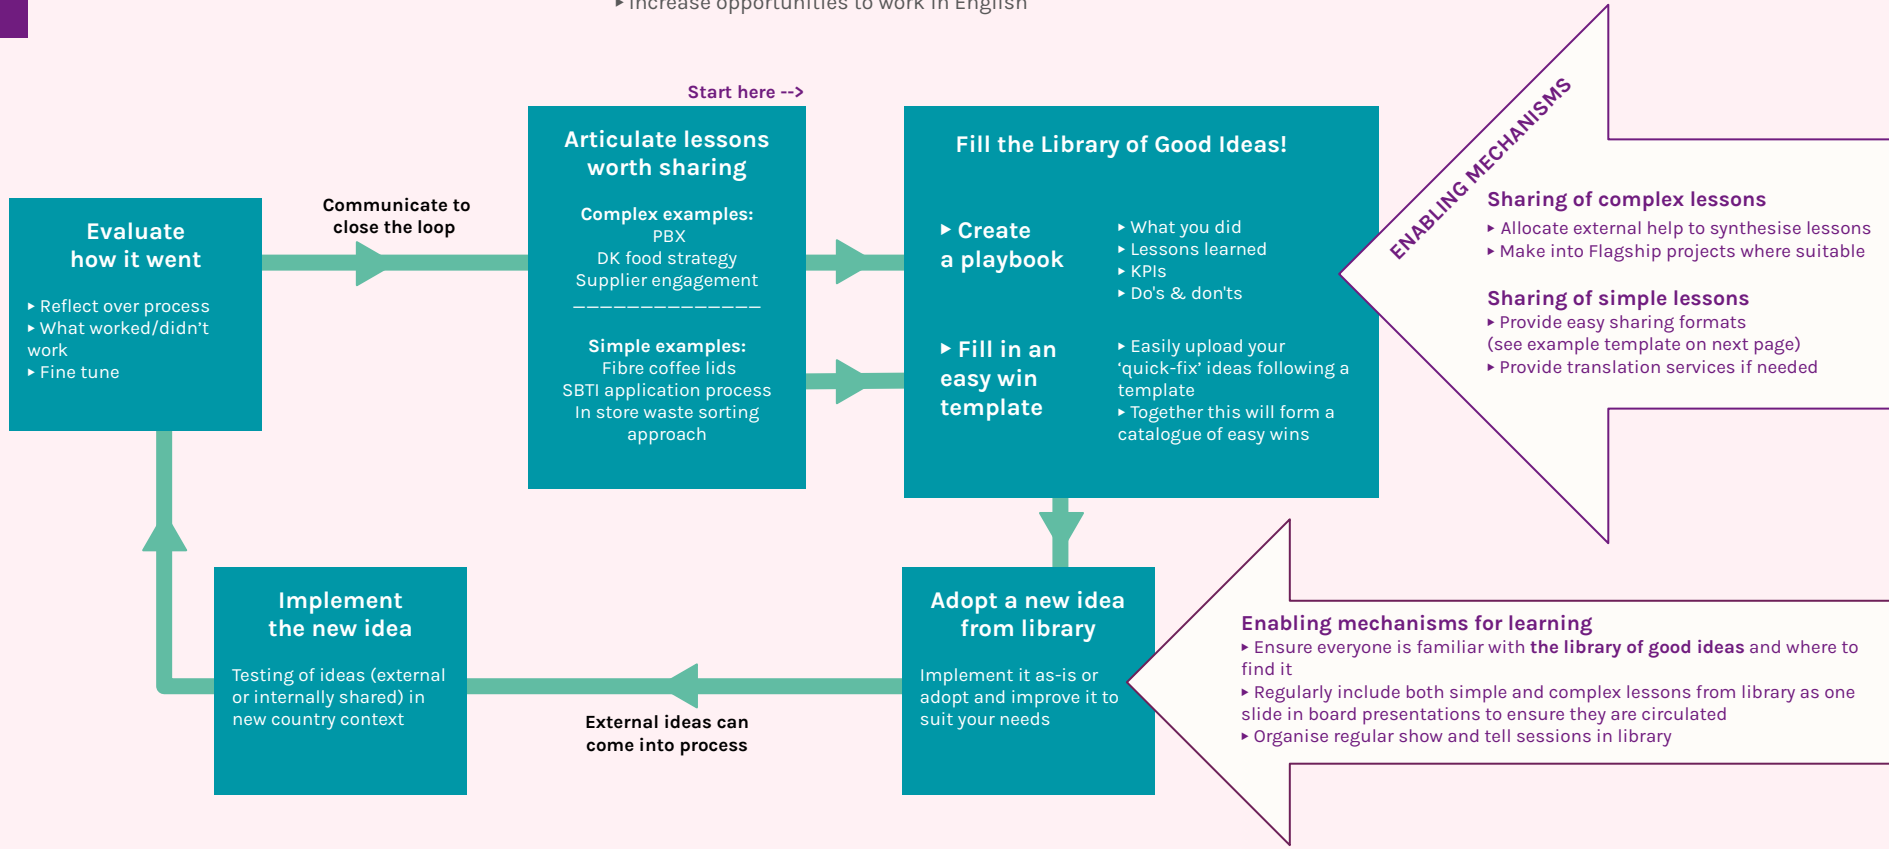 ▸ Increase opportunities to work in English
Start here -->
Articulate lessons
worth sharing
Complex examples:
PBX
DK food strategy
Supplier engagement
______________
Simple examples:
Fibre coffee lids
SBTI application process
In store waste sorting
approach
Fill the Library of Good Ideas!
▸ Create
a playbook
▸ What you did
▸ Lessons learned
▸ KPIs
▸ Do's & don'ts
▸ Fill in an
easy win
template
▸ Easily upload your
‘quick-fix’ ideas following a
template
▸ Together this will form a
catalogue of easy wins
ENABLING MECHANISMS
Sharing of complex lessons
▸ Allocate external help to synthesise lessons
▸ Make into Flagship projects where suitable
Sharing of simple lessons
▸ Provide easy sharing formats
(see example template on next page)
▸ Provide translation services if needed
Adopt a new idea
from library
Implement it as-is or
adopt and improve it to
suit your needs
Enabling mechanisms for learning
▸ Ensure everyone is familiar with the library of good ideas and where to
find it
▸ Regularly include both simple and complex lessons from library as one
slide in board presentations to ensure they are circulated
▸ Organise regular show and tell sessions in library
External ideas can
come into process
Implement
the new idea
Testing of ideas (external
or internally shared) in
new country context
Evaluate
how it went
▸ Reflect over process
▸ What worked/didn’t
work
▸ Fine tune
Communicate to
close the loop